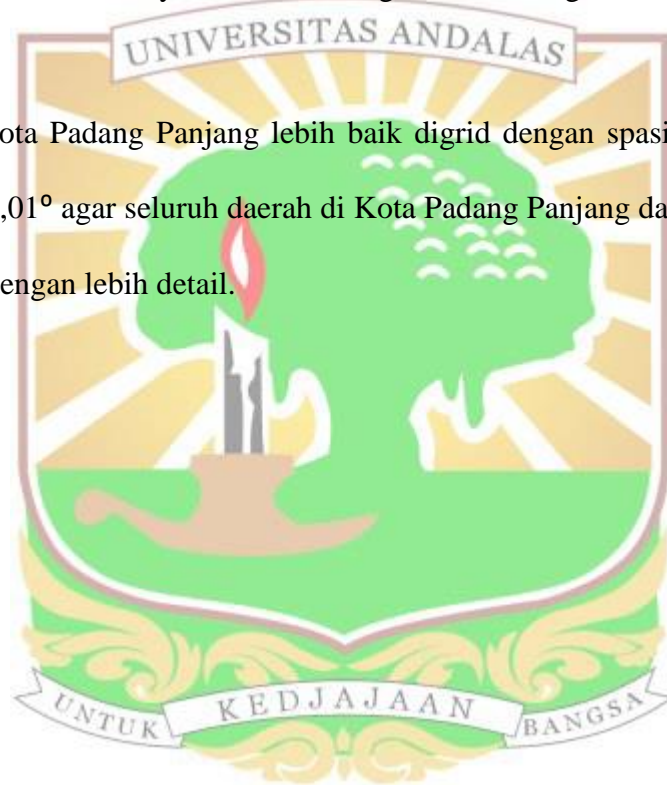 UNIVERSITAS ANDALAS
ota Padang Panjang lebih baik digrid dengan spasi
,01° agar seluruh daerah di Kota Padang Panjang da
engan lebih detail.
UNTUK KEDJAJAAN BANGSA